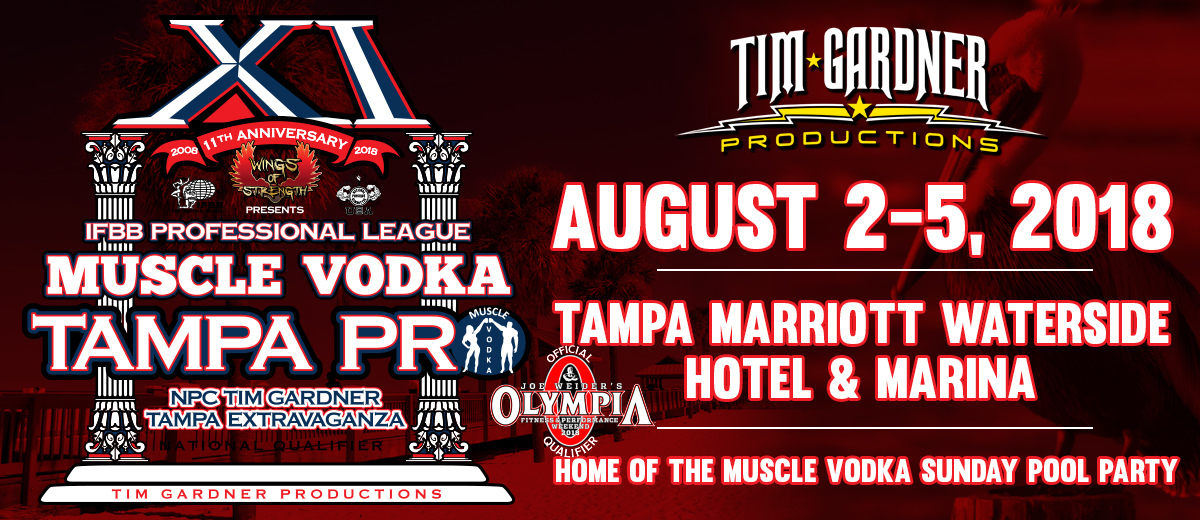 XI
11TH ANNIVERSARY
2008
2018
WINGS
OF
STRENGTH
PRESENTS
IFBB PROFESSIONAL LEAGUE
MUSCLE VODKA
TAMPA PRO
MUSCLE
VODKA
NPC TIM GARDNER
TAMPA EXTRAVAGANZA
NATIONAL QUALIFIER
TIM GARDNER PRODUCTIONS
OFFICIAL
JOE WEIDER'S
OLYMPIA
FITNESS & PERFORMANCE
WEEKEND
2018
QUALIFIER
TIM GARDNER
PRODUCTIONS
AUGUST 2-5, 2018
TAMPA MARRIOTT WATERSIDE
HOTEL & MARINA
HOME OF THE MUSCLE VODKA SUNDAY POOL PARTY